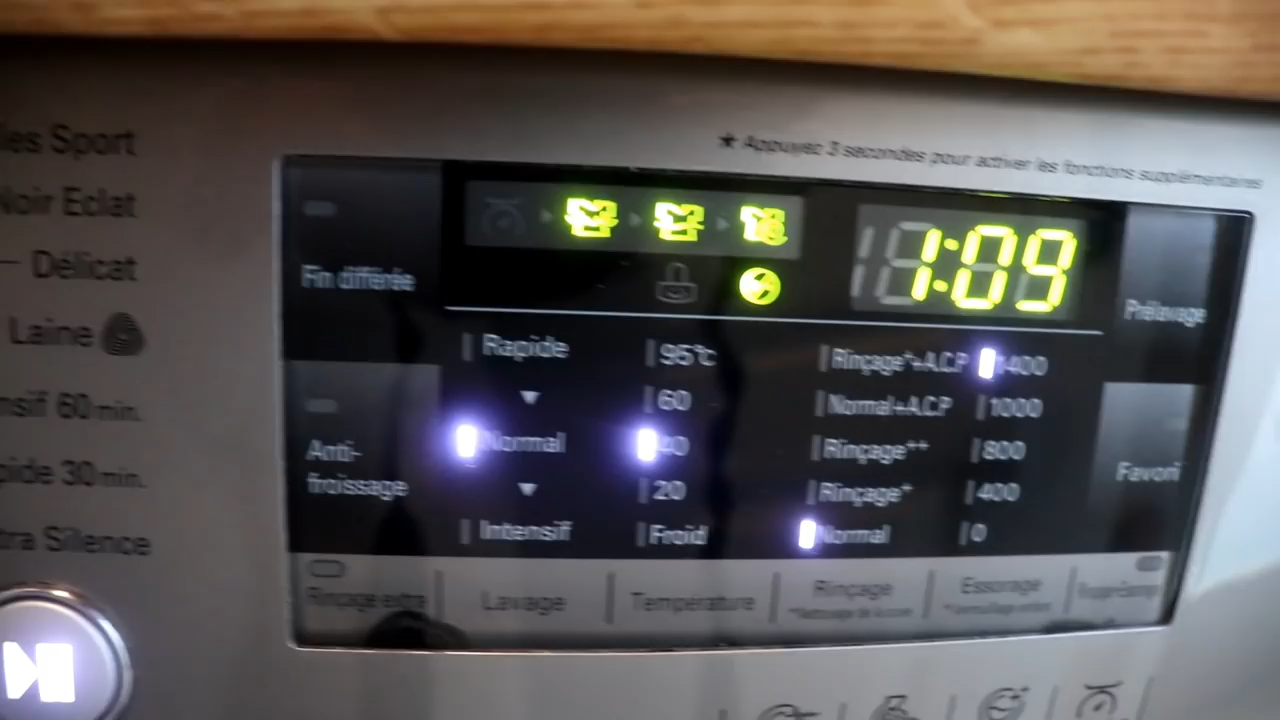 les Sport
Noir Eclat
Délicat
Laine
nsif 60 min.
pide 30 min.
tra Silence
★ Appuyez 3 secondes pour activer les fonctions supplémentaires
Fin différée
Anti-
froissage
1:09
Prélavage
Favori
Rapide
Normal
Intensif
95°C
60
40
20
Froid
Rinçage⁺+A.C.P
Normal+A.C.P
Rinçage⁺⁺
Rinçage⁺
Normal
1400
1000
800
400
0
Rinçage extra
Lavage
Température
Rinçage
Essorage